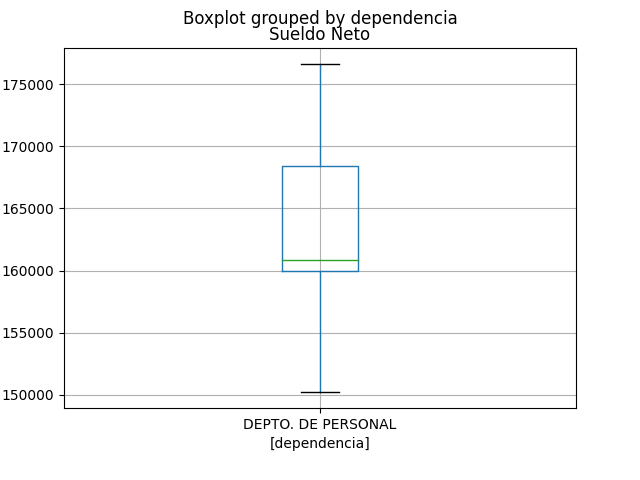 Boxplot grouped by dependencia
Sueldo Neto
175000
170000
165000
160000
155000
150000
DEPTO. DE PERSONAL
[dependencia]